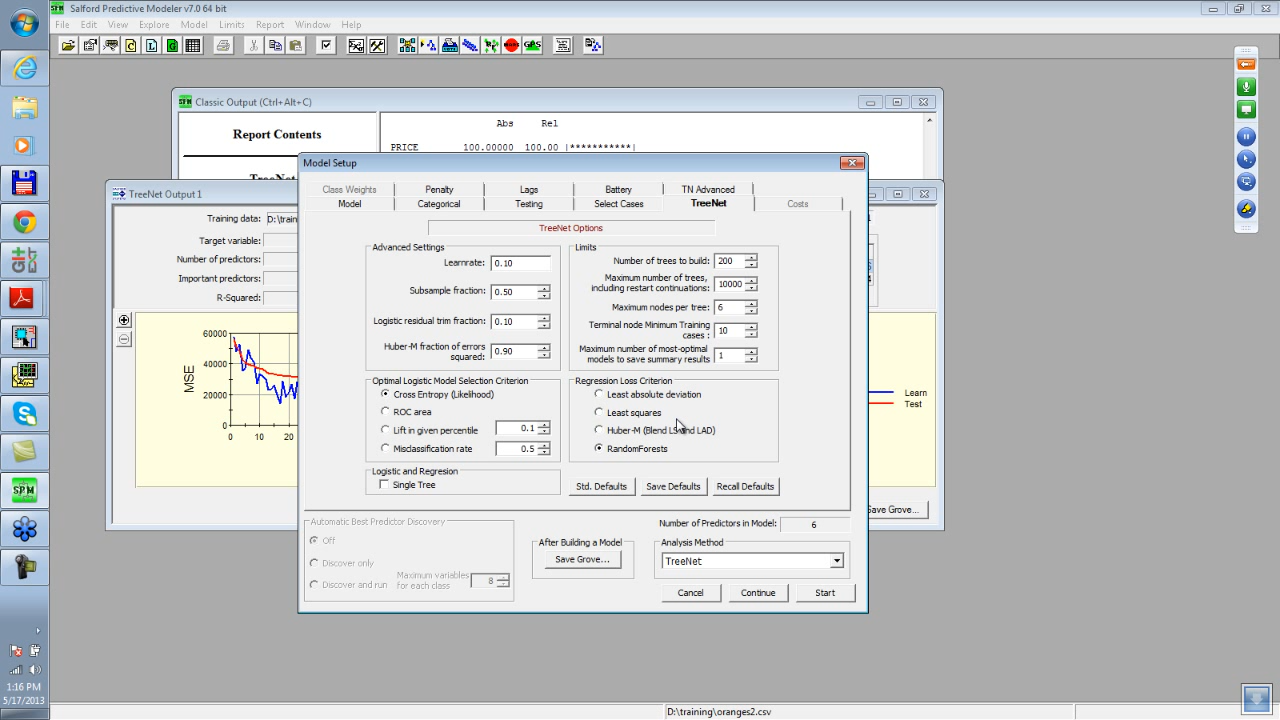 Salford Predictive Modeler v7.0 64 bit
File Edit View Explore Model Limits Report Window Help
Classic Output (Ctrl+Alt+C)
Report Contents
Abs Rel
PRICE 100.00000 100.00 |***********|
Model Setup
TreeNet Output 1
Training data: D:\train
Target variable:
Number of predictors:
Important predictors:
R-Squared:
Class Weights Penalty Lags Battery TN Advanced
Model Categorical Testing Select Cases TreeNet Costs
TreeNet Options
Advanced Settings
Learnrate: 0.10
Subsample fraction: 0.50
Logistic residual trim fraction: 0.10
Huber-M fraction of errors
squared: 0.90
Limits
Number of trees to build: 200
Maximum number of trees,
including restart continuations: 10000
Maximum nodes per tree: 6
Terminal node Minimum Training
cases : 10
Maximum number of most-optimal
models to save summary results 1
Optimal Logistic Model Selection Criterion
Cross Entropy (Likelihood)
ROC area
Lift in given percentile 0.1
Misclassification rate 0.5
Regression Loss Criterion
Least absolute deviation
Least squares
Huber-M (Blend LS and LAD)
RandomForests
Logistic and Regresion
Single Tree
Std. Defaults Save Defaults Recall Defaults
MSE
60000
40000
20000
0
0 10 20
Learn
Test
Save Grove...
Automatic Best Predictor Discovery
Off
Discover only
Discover and run
Maximum variables
for each class 8
After Building a Model
Save Grove...
Number of Predictors in Model: 6
Analysis Method
TreeNet
Cancel Continue Start
SPM
1:16 PM
5/17/2013
D:\training\oranges2.csv